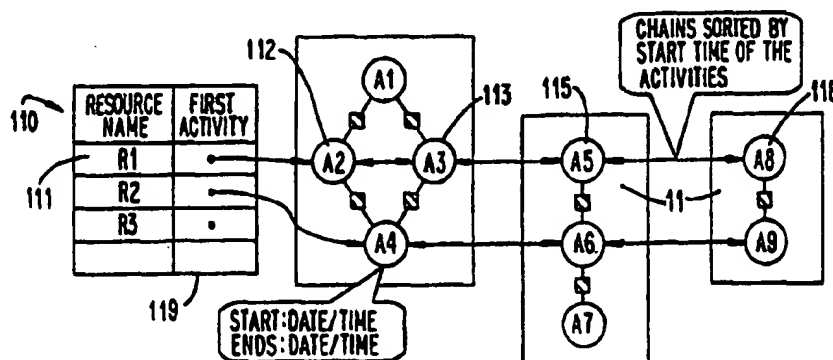 110
RESOURCE NAME
FIRST ACTIVITY
R1
R2
R3
111
119
112
A1
113
A2
A3
A4
START:DATE/TIME
ENDS:DATE/TIME
115
A5
A6
A7
11
CHAINS SORTED BY
START TIME OF THE
ACTIVITIES
118
A8
A9